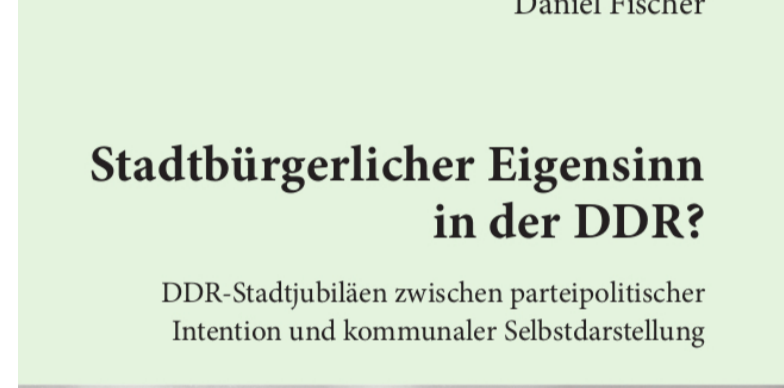 Daniel Fischer
Stadtbürgerlicher Eigensinn
in der DDR?
DDR-Stadtjubiläen zwischen parteipolitischer
Intention und kommunaler Selbstdarstellung